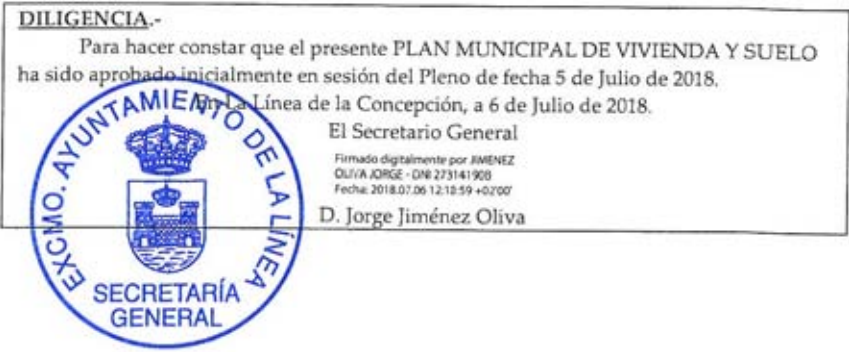 DILIGENCIA.-
Para hacer constar que el presente PLAN MUNICIPAL DE VIVIENDA Y SUELO
ha sido aprobado inicialmente en sesión del Pleno de fecha 5 de Julio de 2018.
En La Línea de la Concepción, a 6 de Julio de 2018.
El Secretario General
Firmado digitalmente por JIMENEZ
OLIVA JORGE - DNI 27314190B
Fecha: 2018.07.06 12:18:59 +02'00'
D. Jorge Jiménez Oliva
EXCMO. AYUNTAMIENTO DE LA LÍNEA
SECRETARÍA
GENERAL